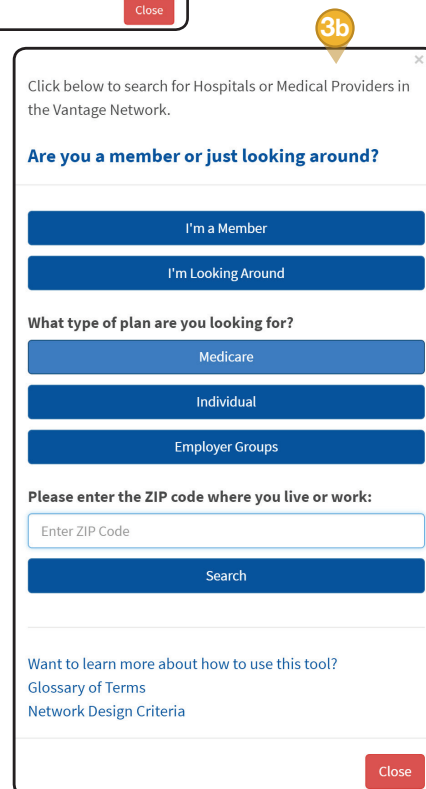 Close
3b
×
Click below to search for Hospitals or Medical Providers in
the Vantage Network.
Are you a member or just looking around?
I'm a Member
I'm Looking Around
What type of plan are you looking for?
Medicare
Individual
Employer Groups
Please enter the ZIP code where you live or work:
Enter ZIP Code
Search
Want to learn more about how to use this tool?
Glossary of Terms
Network Design Criteria
Close